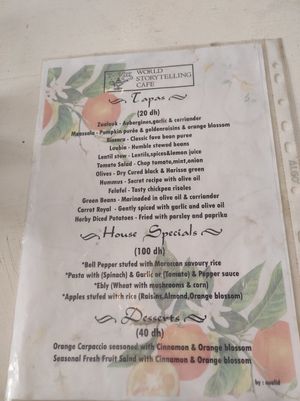 WORLD
STORYTELLING
CAFE
Tapas
(20 dh)
Zaalouk - Auberglenes,garlic & corriander
Maassala - Pumpkin purée & goldenraisins & orange blossom
Bissara - Classic fava bean puree
Loubia - Humble stewed beans
Lentil stew - Lentils,spices&lemon juice
Tomato Salad - Chop tomato,mint,onion
Olives - Dry Cured black & Harissa green
Hummus - Secret recipe with olive oil
Felafel - Tasty chickpea risoles
Green Beans - Marinaded in olive oil & corriander
Carrot Royal - Gently spiced with garlic and olive oil
Herby Diced Potatoes - Fried with parsley and paprika
House Specials
(100 dh)
*Bell Pepper stufed with Moroccan savoury rice
*Pasta with (Spinach) & Garlic or (Tomato) & Pepper sauce
*Ebly (Wheat with mushrooms & corn)
*Apples stufed with rice (Raisins,Almond,Orange blossom)
Desserts
(40 dh)
Orange Carpaccio seasoned with Cinnamon & Orange blossom
Seasonal Fresh Fruit Salad with Cinnamon & Orange blossom
by :